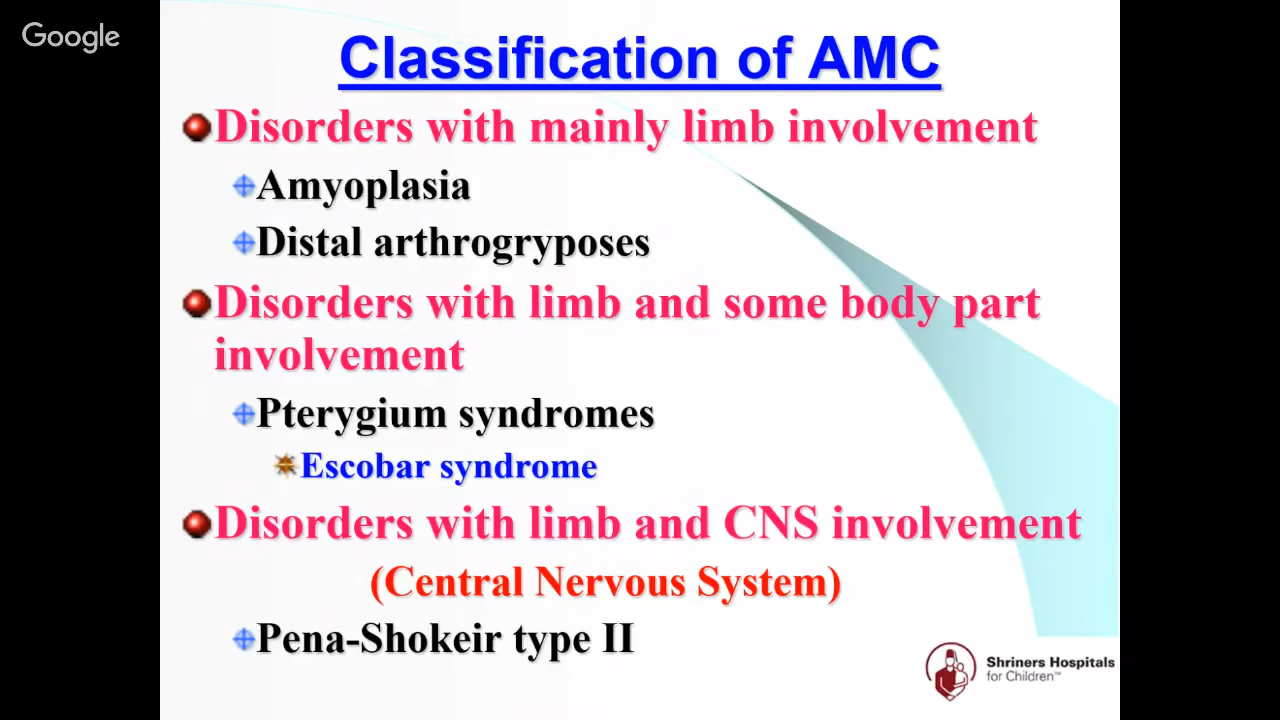 Google
Classification of AMC
Disorders with mainly limb involvement
Amyoplasia
Distal arthrogryposes
Disorders with limb and some body part
involvement
Pterygium syndromes
Escobar syndrome
Disorders with limb and CNS involvement
(Central Nervous System)
Pena-Shokeir type II
Shriners Hospitals
for Children™